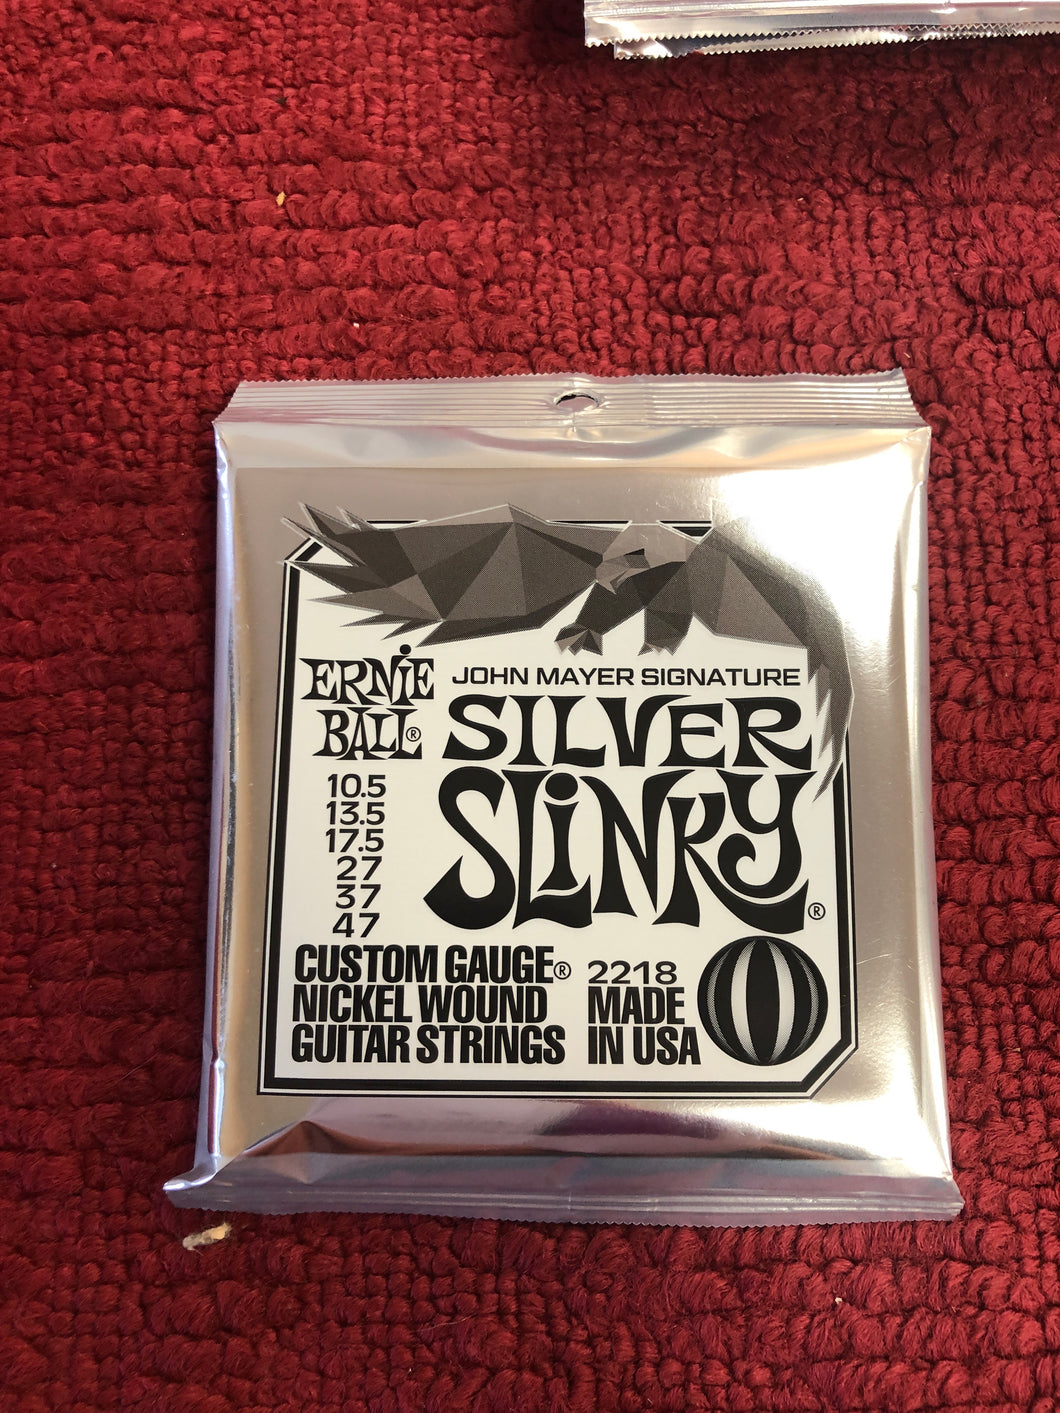 ERNiE
BALL®
JOHN MAYER SIGNATURE
SILVER
SLiNKY®
10.5
13.5
17.5
27
37
47
CUSTOM GAUGE®
NICKEL WOUND
GUITAR STRINGS
2218
MADE
IN USA